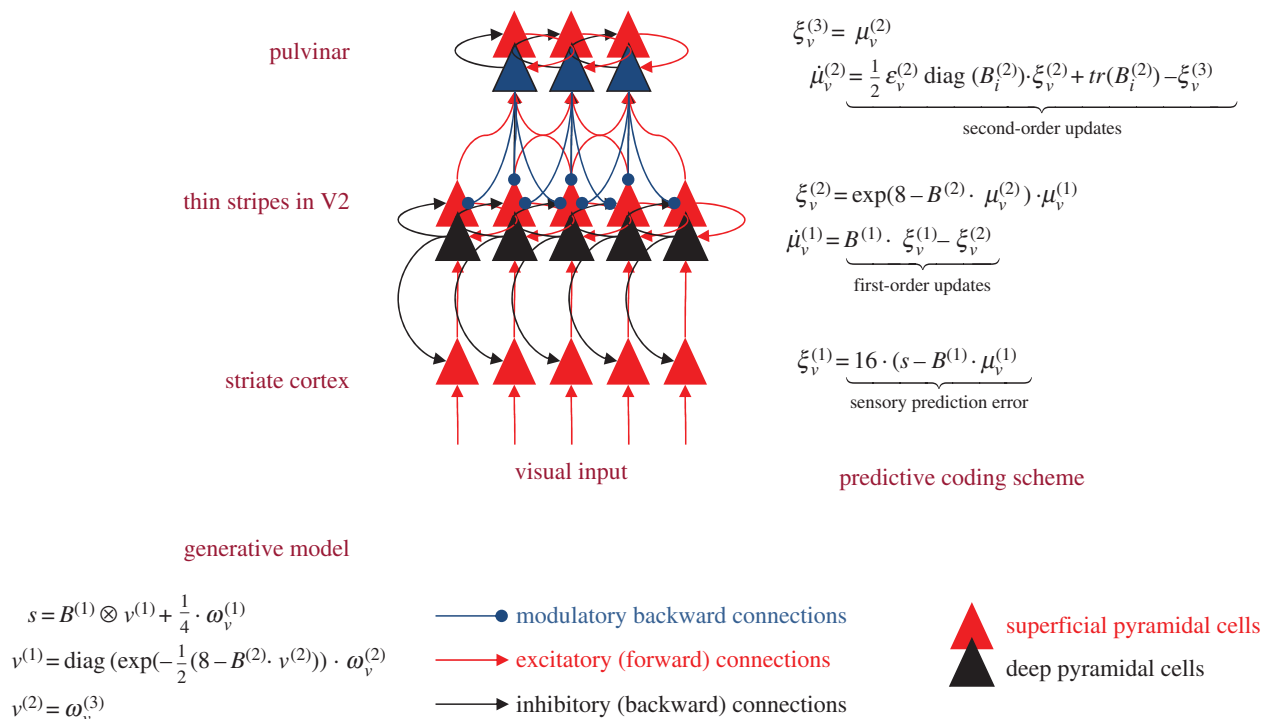 pulvinar
thin stripes in V2
striate cortex
visual input
ξ_v^(3) = μ_v^(2)
μ̇_v^(2) = 1/2 ε_v^(2) diag (B_i^(2))·ξ_v^(2) + tr(B_i^(2)) – ξ_v^(3)
second-order updates
ξ_v^(2) = exp(8 – B^(2) · μ_v^(2)) · μ_v^(1)
μ̇_v^(1) = B^(1) · ξ_v^(1) – ξ_v^(2)
first-order updates
ξ_v^(1) = 16 · (s – B^(1) · μ_v^(1)
sensory prediction error
predictive coding scheme
generative model
s = B^(1) ⊗ v^(1) + 1/4 · ω_v^(1)
v^(1) = diag (exp(–1/2 (8 – B^(2) · v^(2))) · ω_v^(2)
v^(2) = ω_v^(3)
modulatory backward connections
excitatory (forward) connections
inhibitory (backward) connections
superficial pyramidal cells
deep pyramidal cells